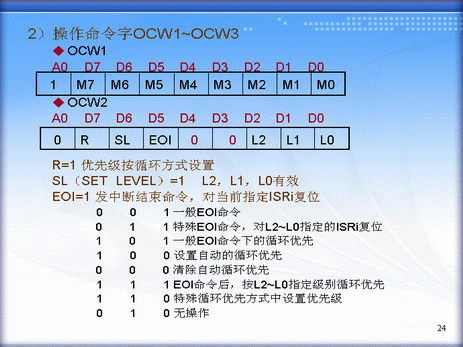 2）操作命令字OCW1~OCW3
◆ OCW1
A0 D7 D6 D5 D4 D3 D2 D1 D0
1 M7 M6 M5 M4 M3 M2 M1 M0
◆ OCW2
A0 D7 D6 D5 D4 D3 D2 D1 D0
0 R SL EOI 0 0 L2 L1 L0
R=1 优先级按循环方式设置
SL（SET LEVEL）=1 L2，L1，L0有效
EOI=1 发中断结束命令，对当前指定ISRi复位
0 0 1 一般EOI命令
0 1 1 特殊EOI命令，对L2~L0指定的ISRi复位
1 0 1 一般EOI命令下的循环优先
1 0 0 设置自动的循环优先
0 0 0 清除自动循环优先
1 1 1 EOI命令后，按L2~L0指定级别循环优先
1 1 0 特殊循环优先方式中设置优先级
0 1 0 无操作
24